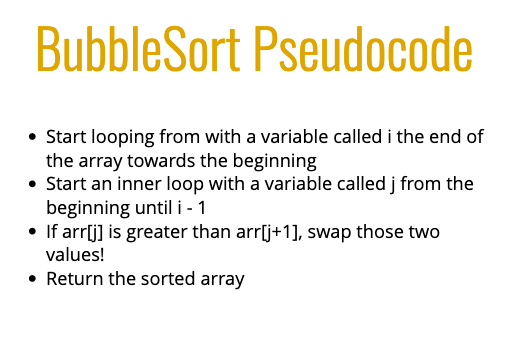 BubbleSort Pseudocode
• Start looping from with a variable called i the end of
the array towards the beginning
• Start an inner loop with a variable called j from the
beginning until i - 1
• If arr[j] is greater than arr[j+1], swap those two
values!
• Return the sorted array